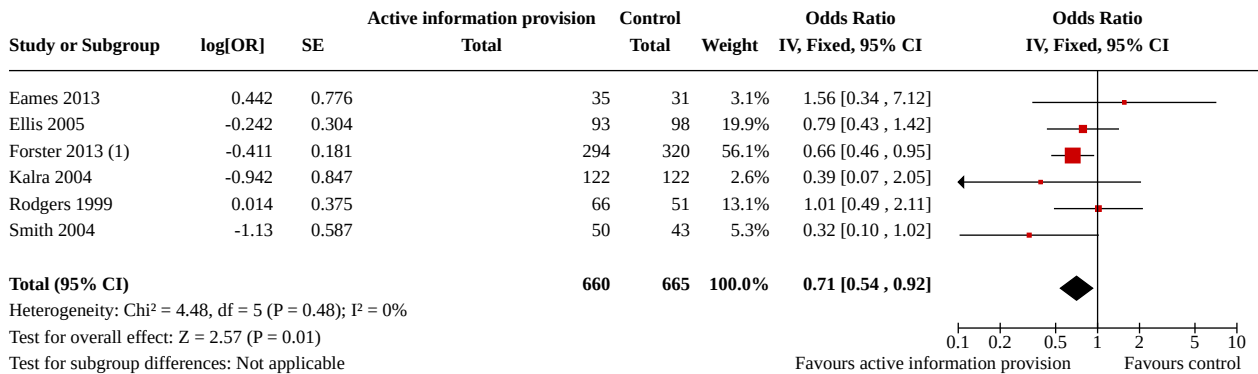 Active information provision Control Odds Ratio Odds Ratio
Study or Subgroup log[OR] SE Total Total Weight IV, Fixed, 95% CI IV, Fixed, 95% CI
Eames 2013 0.442 0.776 35 31 3.1% 1.56 [0.34 , 7.12]
Ellis 2005 -0.242 0.304 93 98 19.9% 0.79 [0.43 , 1.42]
Forster 2013 (1) -0.411 0.181 294 320 56.1% 0.66 [0.46 , 0.95]
Kalra 2004 -0.942 0.847 122 122 2.6% 0.39 [0.07 , 2.05]
Rodgers 1999 0.014 0.375 66 51 13.1% 1.01 [0.49 , 2.11]
Smith 2004 -1.13 0.587 50 43 5.3% 0.32 [0.10 , 1.02]
Total (95% CI) 660 665 100.0% 0.71 [0.54 , 0.92]
Heterogeneity: Chi² = 4.48, df = 5 (P = 0.48); I² = 0%
Test for overall effect: Z = 2.57 (P = 0.01) 0.1 0.2 0.5 1 2 5 10
Test for subgroup differences: Not applicable Favours active information provision Favours control